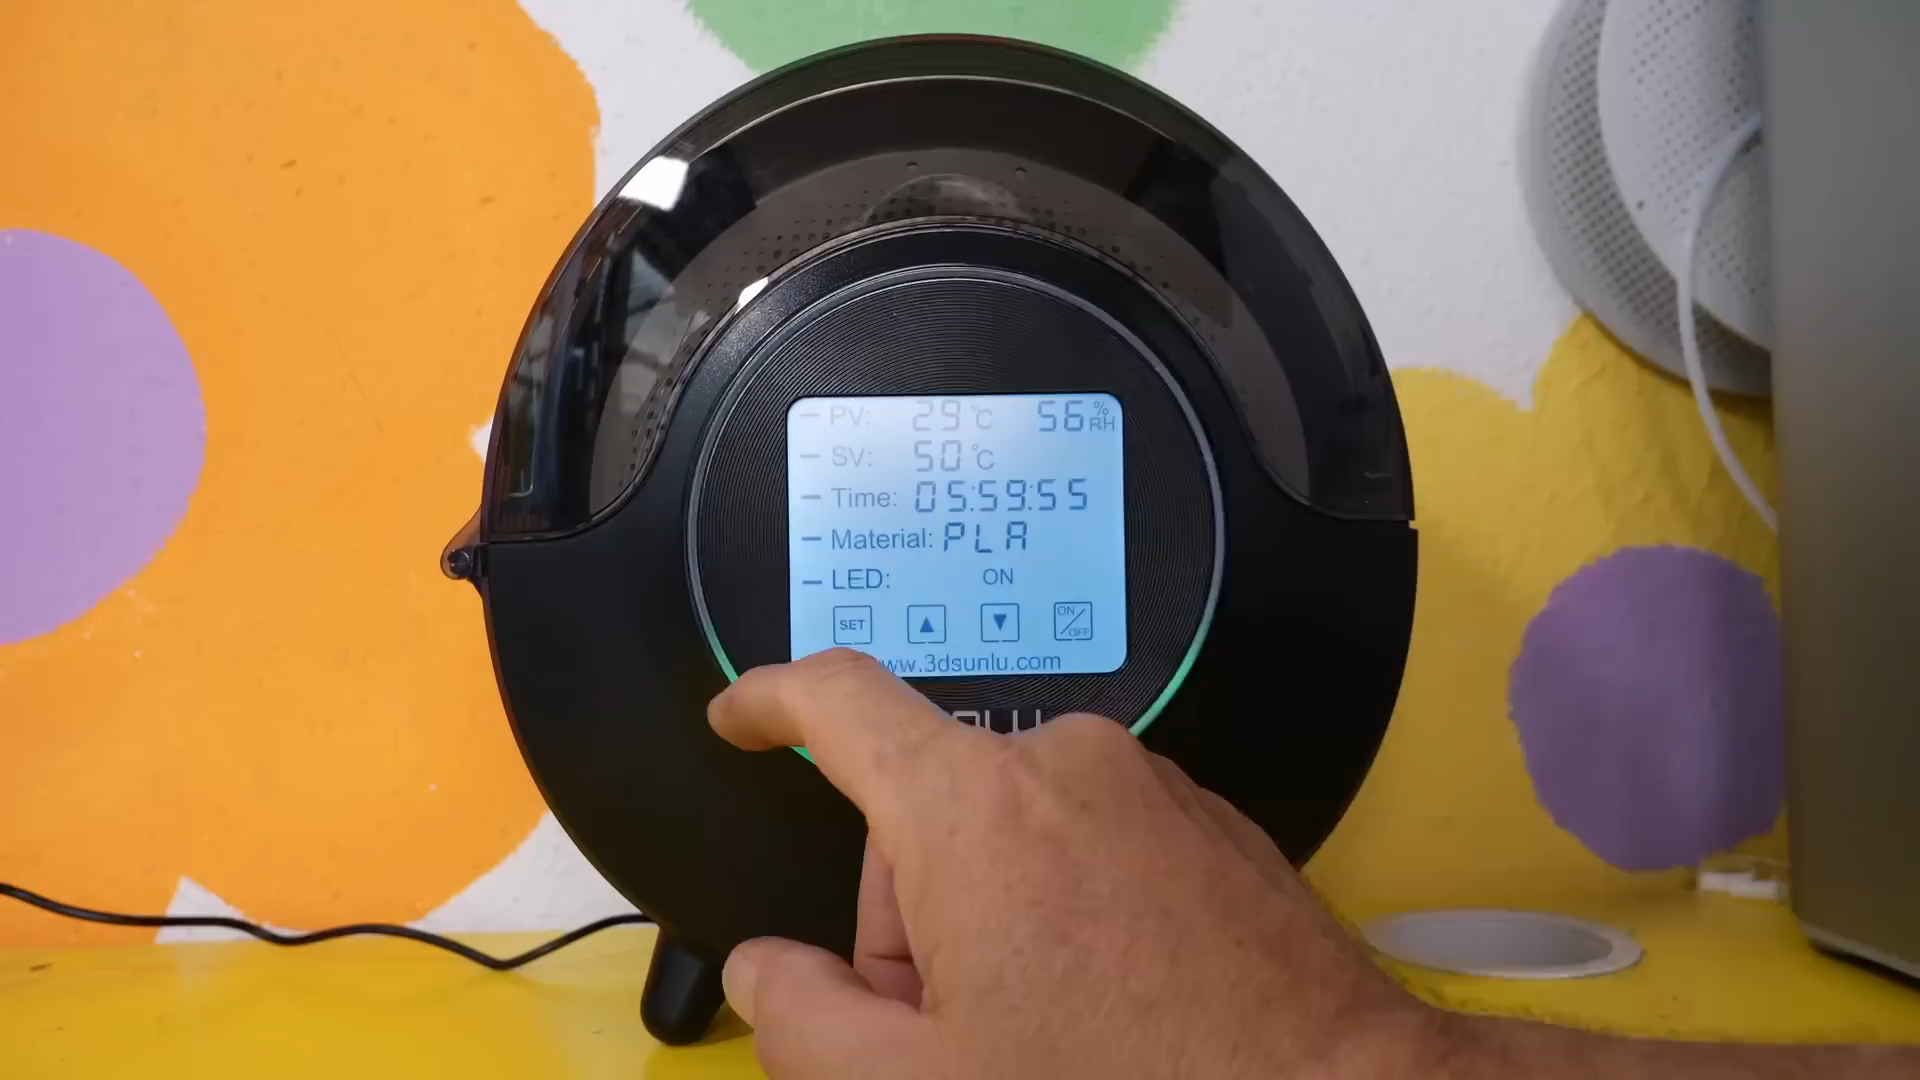 PV: 29°C 56%RH
SV: 50°C
Time: 05:59:55
Material: PLA
LED: ON
SET ▲ ▼ ON/OFF
ww.3dsunlu.com